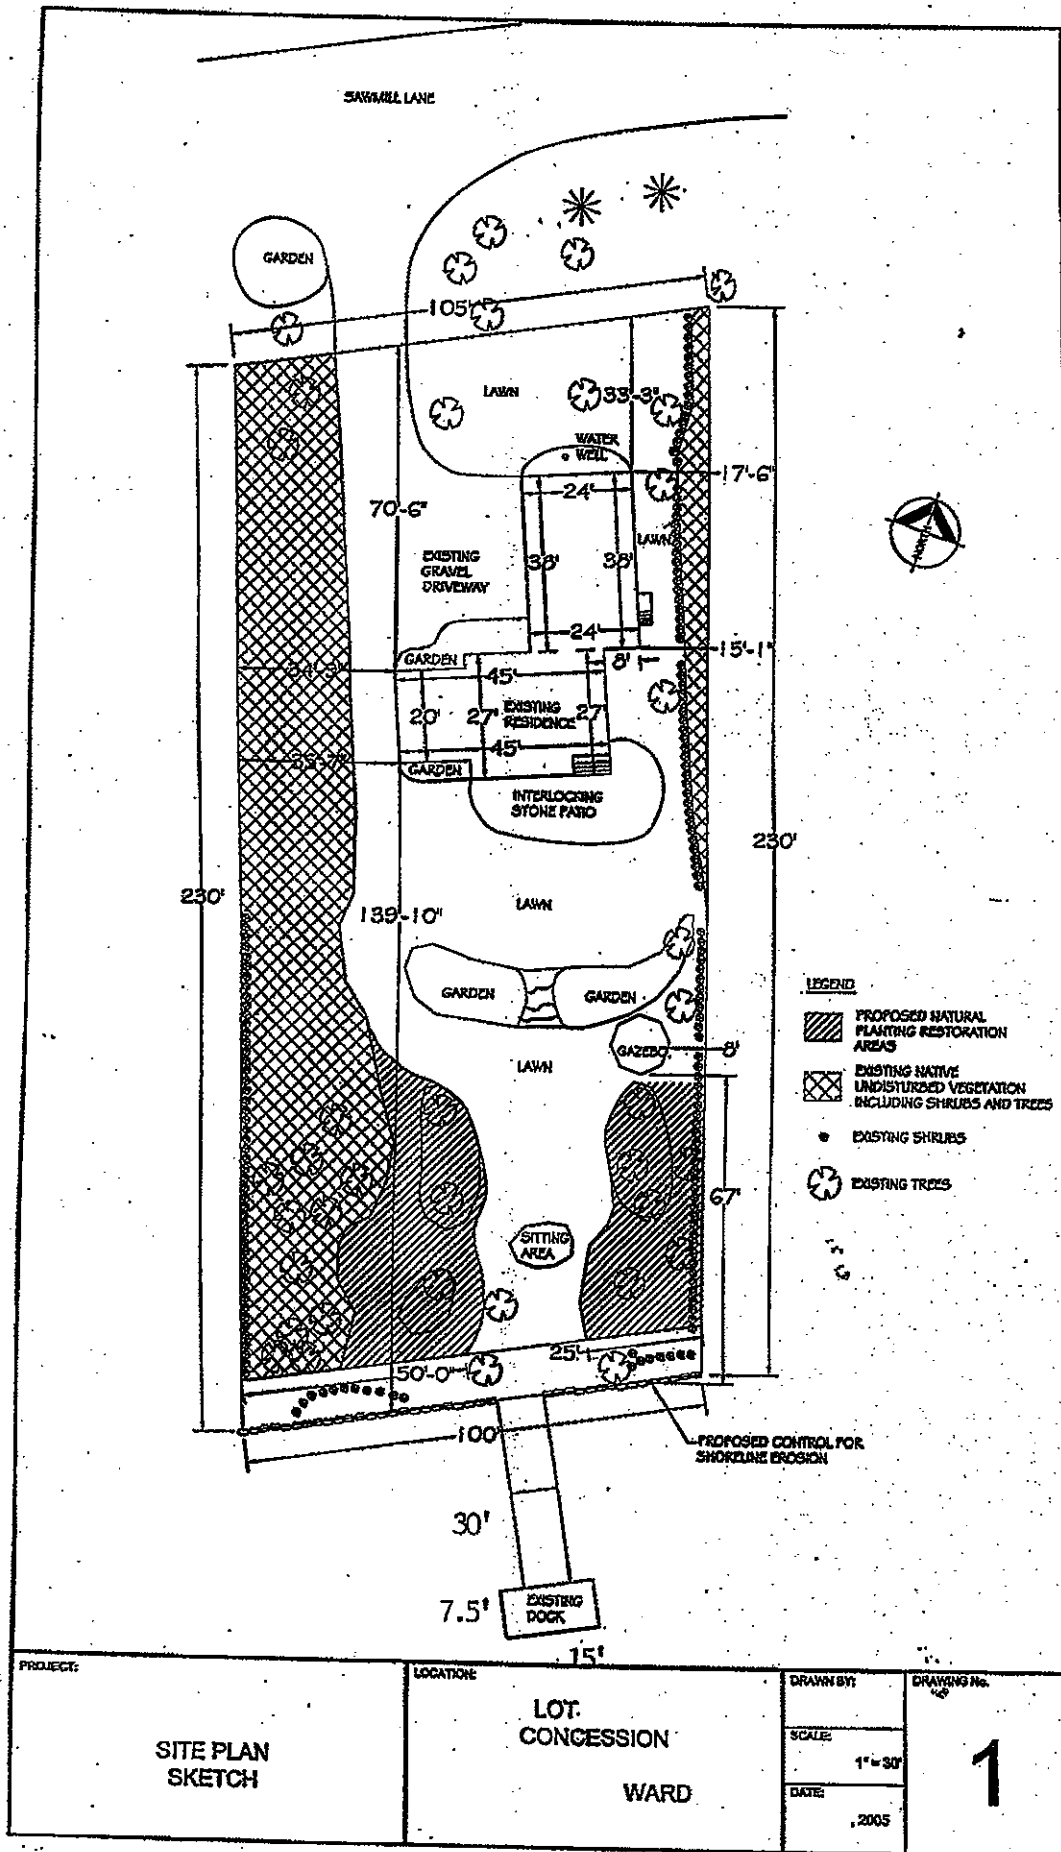 SAWMILL LANE
GARDEN
105'
LAWN
33'-3"
WATER
WELL
17'-6"
24'
70'-6"
NORTH
EXISTING
GRAVEL
DRIVEWAY
LAWN
24'
15'-1"
GARDEN
8'
45'
20'
27'
EXISTING
RESIDENCE
27'
45'
GARDEN
INTERLOCKING
STONE PATIO
230'
230'
LAWN
139'-10"
GARDEN
GARDEN
LEGEND
PROPOSED NATURAL
PLANTING RESTORATION
AREAS
GAZEBO
8'
LAWN
EXISTING NATIVE
UNDISTURBED VEGETATION
INCLUDING SHRUBS AND TREES
EXISTING SHRUBS
EXISTING TREES
67'
SITTING
AREA
25'
50'-0"
100'
PROPOSED CONTROL FOR
SHORELINE EROSION
30'
7.5'
EXISTING
DOCK
15'
PROJECT:
SITE PLAN
SKETCH
LOCATION:
LOT.
CONCESSION
WARD
DRAWN BY:
SCALE:
1"=30'
DATE:
, 2005
DRAWING No.
1